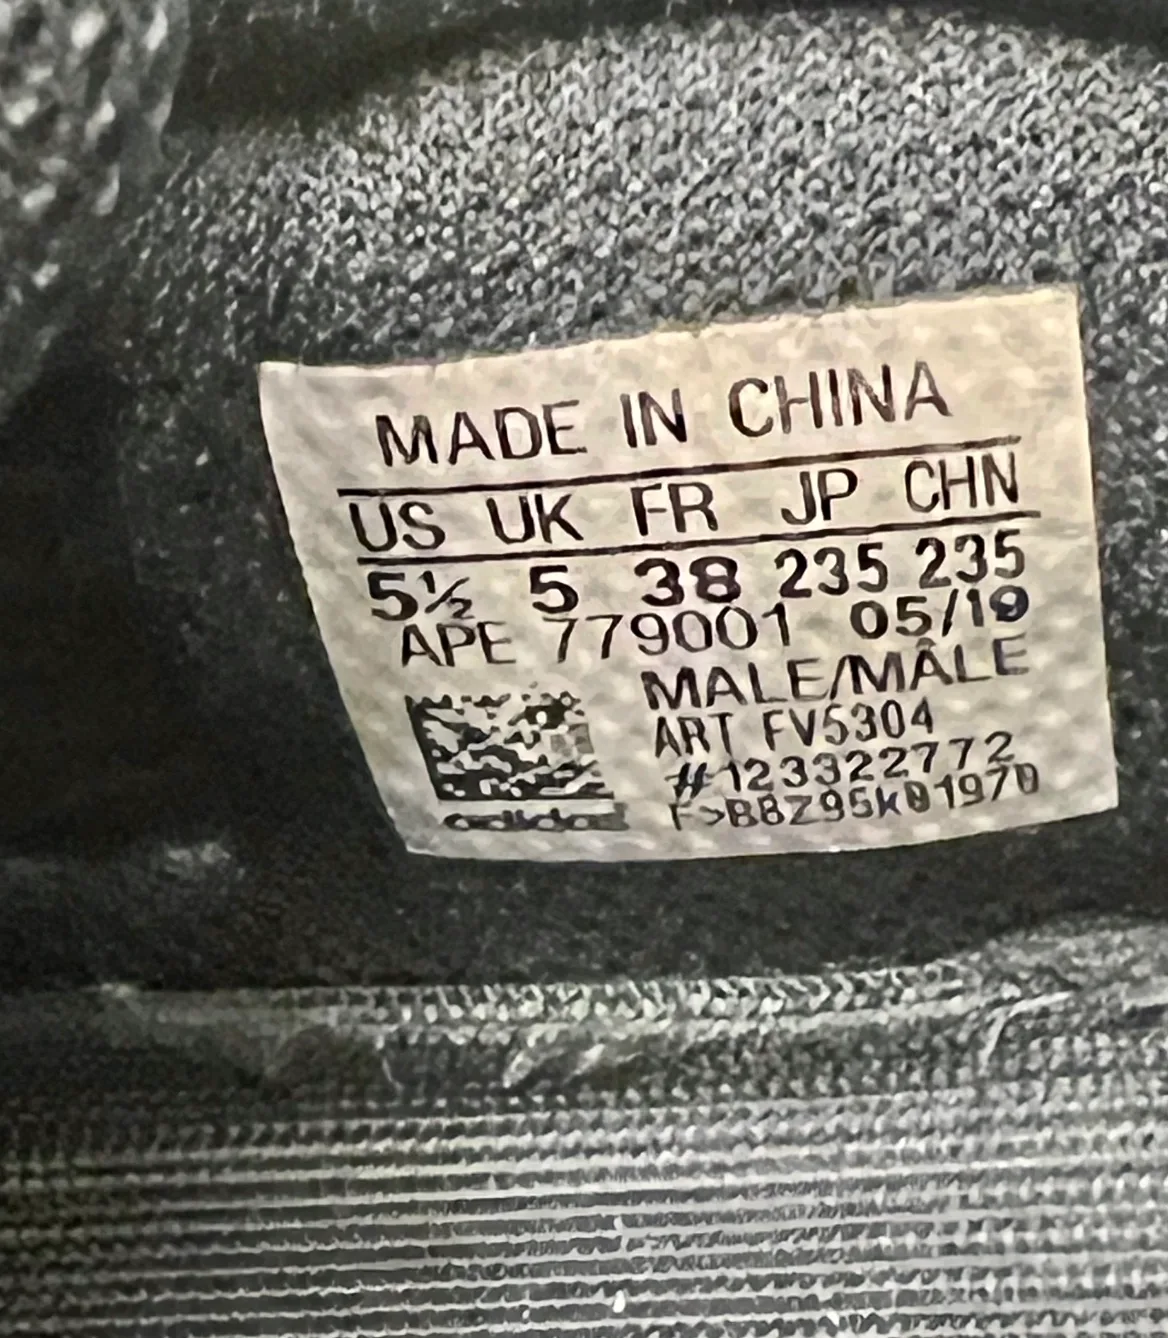 MADE IN CHINA
US UK FR JP CHN
5½ 5 38 235 235
APE 779001 05/19
MALE/MÂLE
ART FV5304
#123322772
adidas